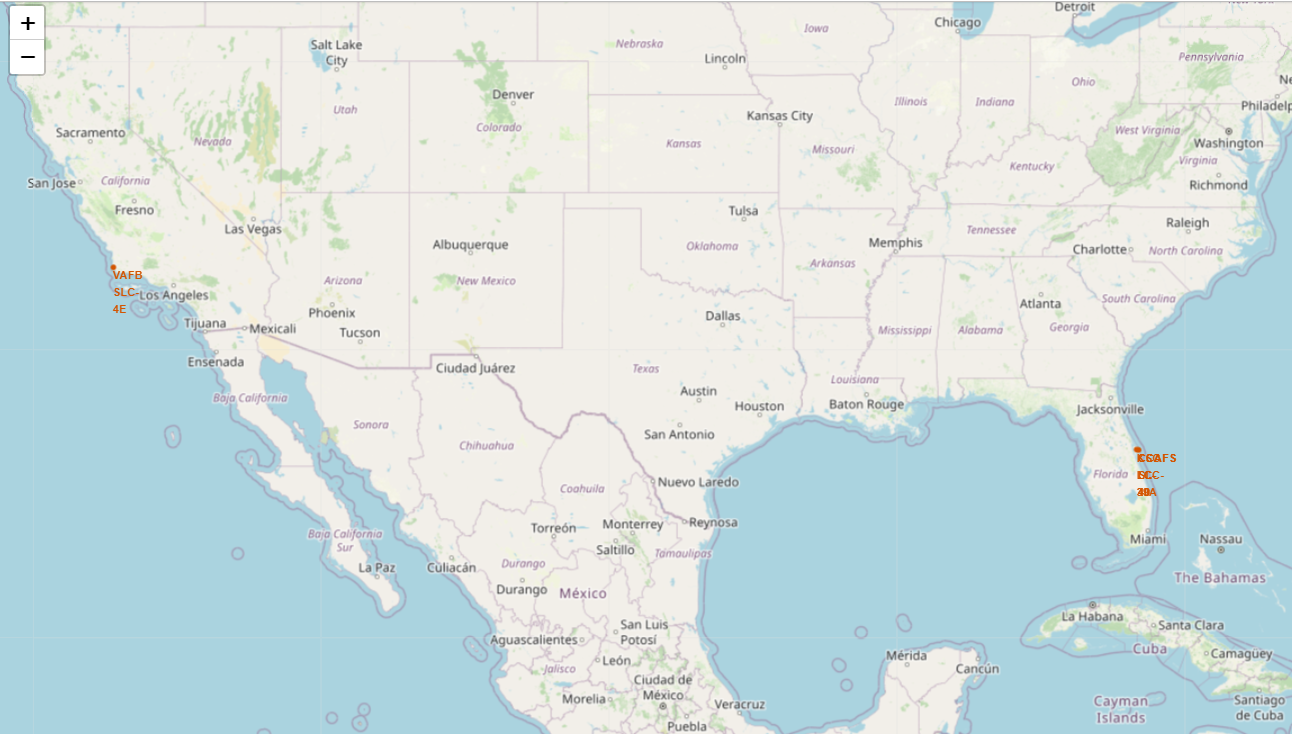 +
−
Detroit
Chicago
Iowa
Nebraska
Salt Lake
City
Lincoln
Pennsylvania
Ohio
Denver
Illinois
Indiana
Utah
Kansas City
Colorado
Sacramento
Nevada
Kansas
Missouri
West Virginia
Washington
Virginia
Kentucky
San Jose
California
Richmond
Fresno
Las Vegas
Tulsa
Raleigh
Tennessee
Albuquerque
Oklahoma
Memphis
Charlotte
North Carolina
Arkansas
VAFB
SLC-
4E
Los Angeles
Arizona
New Mexico
South Carolina
Atlanta
Phoenix
Dallas
Tijuana
Mexicali
Tucson
Mississippi
Alabama
Georgia
Ensenada
Ciudad Juárez
Texas
Louisiana
Baja California
Austin
Houston
Baton Rouge
Jacksonville
Sonora
San Antonio
Chihuahua
Florida
Coahuila
Nuevo Laredo
Torreón
Monterrey
Reynosa
Baja California
Sur
Saltillo
Tamaulipas
Miami
Nassau
La Paz
Culiacán
Durango
Durango
México
The Bahamas
La Habana
Santa Clara
San Luis
Potosí
Aguascalientes
Cuba
Camagüey
Mérida
Cancún
León
Jalisco
Ciudad de
México
Morelia
Veracruz
Cayman
Islands
Santiago
de Cuba
Puebla